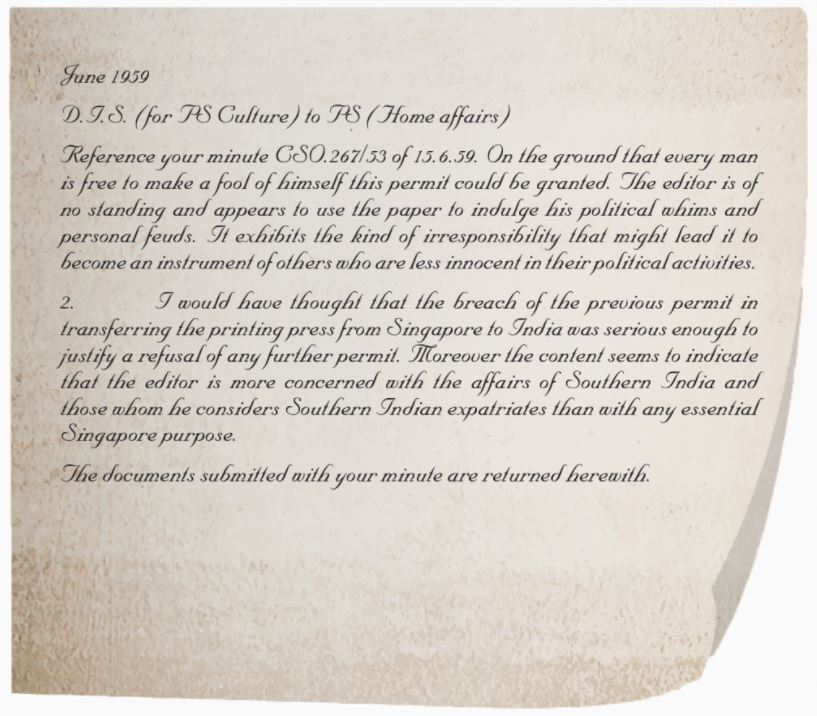 June 1959
D.I.S. (for PS Culture) to PS (Home affairs)
Reference your minute CSO.267/53 of 15.6.59. On the ground that every man
is free to make a fool of himself this permit could be granted. The editor is of
no standing and appears to use the paper to indulge his political whims and
personal feuds. It exhibits the kind of irresponsibility that might lead it to
become an instrument of others who are less innocent in their political activities.
2. I would have thought that the breach of the previous permit in
transferring the printing press from Singapore to India was serious enough to
justify a refusal of any further permit. Moreover the content seems to indicate
that the editor is more concerned with the affairs of Southern India and
those whom he considers Southern Indian expatriates than with any essential
Singapore purpose.
The documents submitted with your minute are returned herewith.